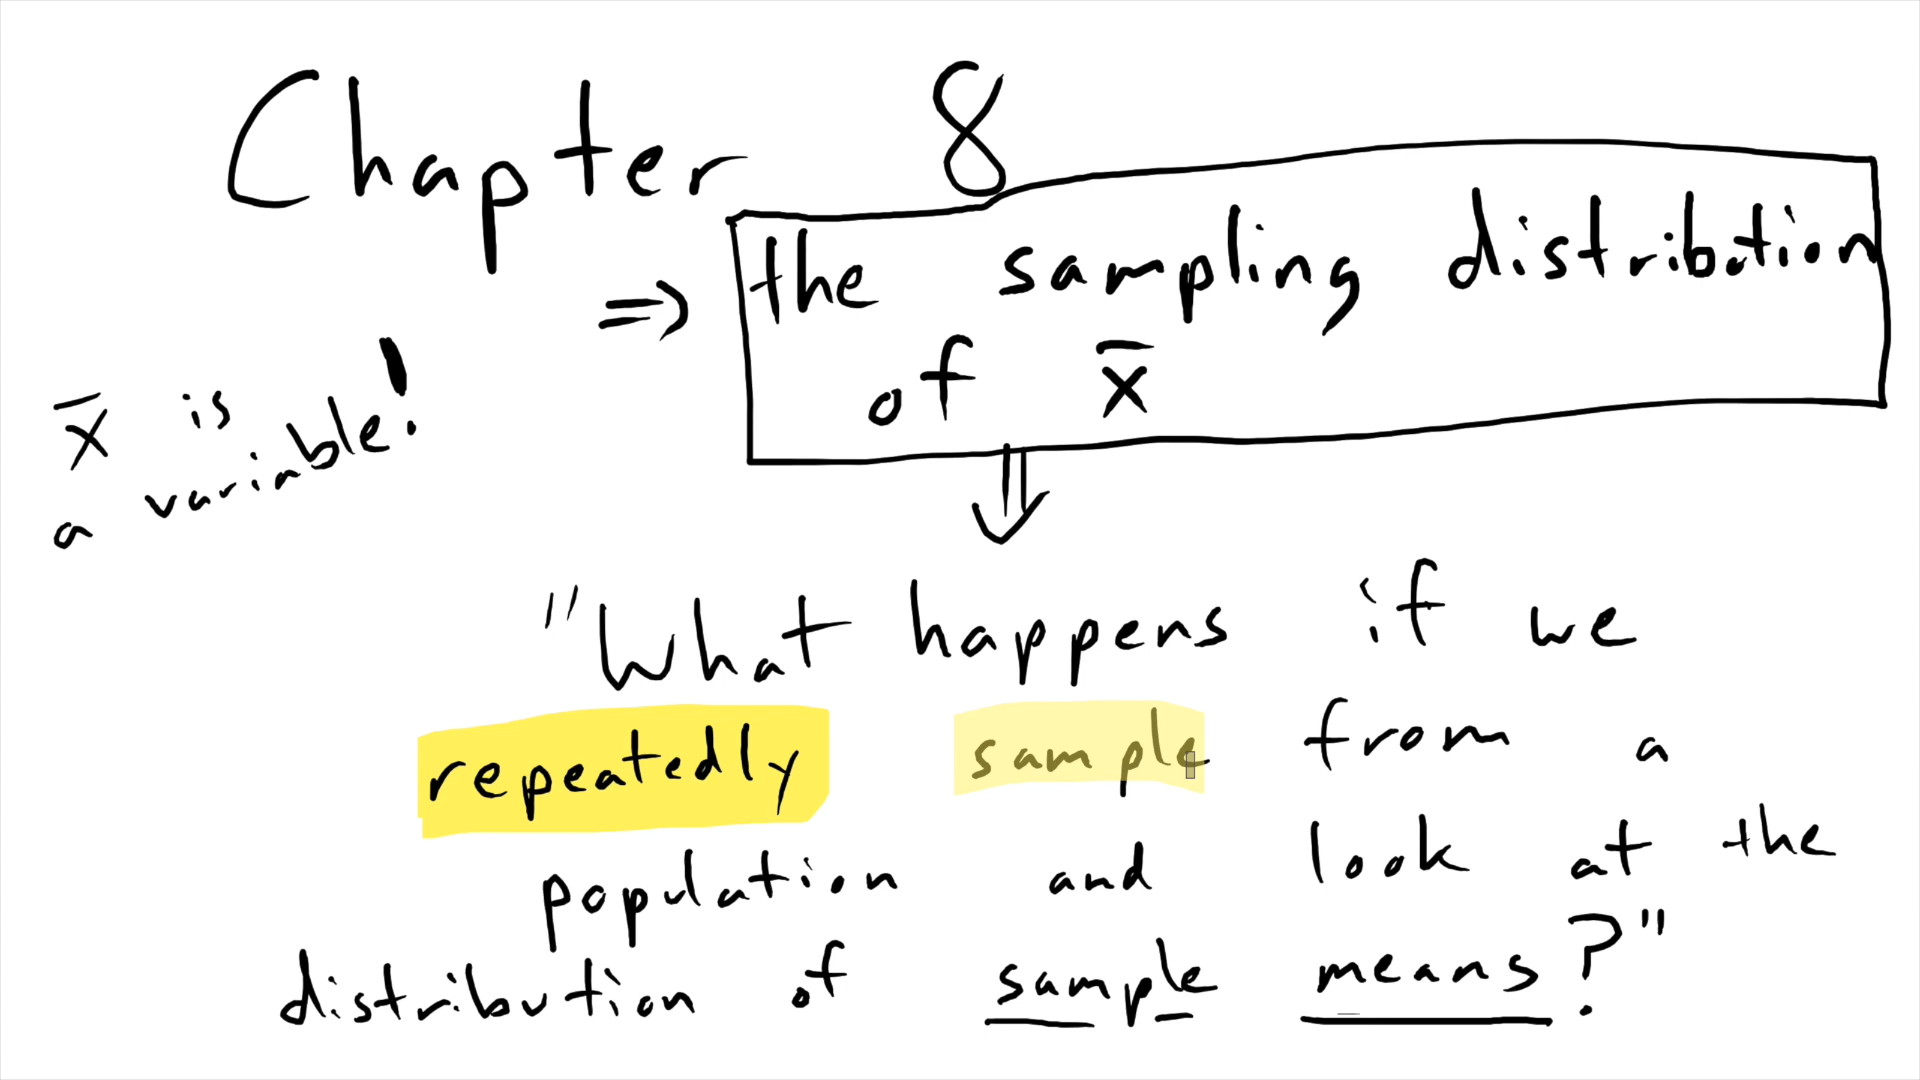 Chapter 8
⇒ the sampling distribution
of x̄
x̄ is
a variable!
"What happens if we
repeatedly sample from a
population and look at the
distribution of sample means?"